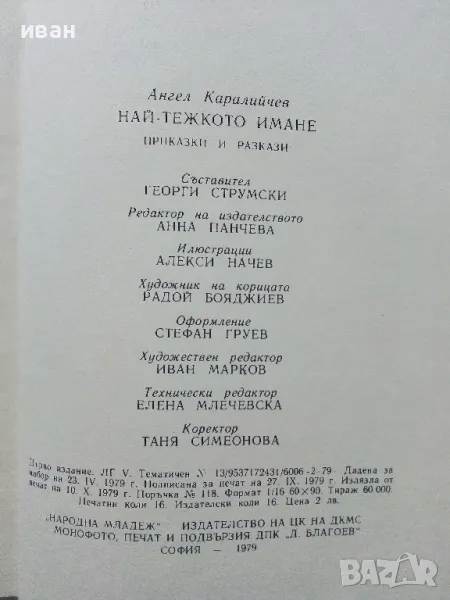 иван
Ангел Каралийчев
НАЙ-ТЕЖКОТО ИМАНЕ
ПРИКАЗКИ И РАЗКАЗИ
Съставител
ГЕОРГИ СТРУМСКИ
Редактор на издателството
АННА ПАНЧЕВА
Илюстрации
АЛЕКСИ НАЧЕВ
Художник на корицата
РАДОЙ БОЯДЖИЕВ
Оформление
СТЕФАН ГРУЕВ
Художествен редактор
ИВАН МАРКОВ
Технически редактор
ЕЛЕНА МЛЕЧЕВСКА
Коректор
ТАНЯ СИМЕОНОВА
Първо издание. ЛГ V. Тематичен N 13/9537172431/6006-2-79. Дадена за
набор на 23. IV. 1979 г. Подписана за печат на 27. IX. 1979 г. Излязла от
печат на 10. X. 1979 г. Поръчка № 118. Формат 1/16 60×90. Тираж 60 000.
Печатни коли 16. Издателски коли 16. Цена 2 лв.
„НАРОДНА МЛАДЕЖ" ИЗДАТЕЛСТВО НА ЦК НА ДКМС
МОНОФОТО, ПЕЧАТ И ПОДВЪРЗИЯ ДПК „Д. БЛАГОЕВ"
СОФИЯ — 1979
BAZAR.BG